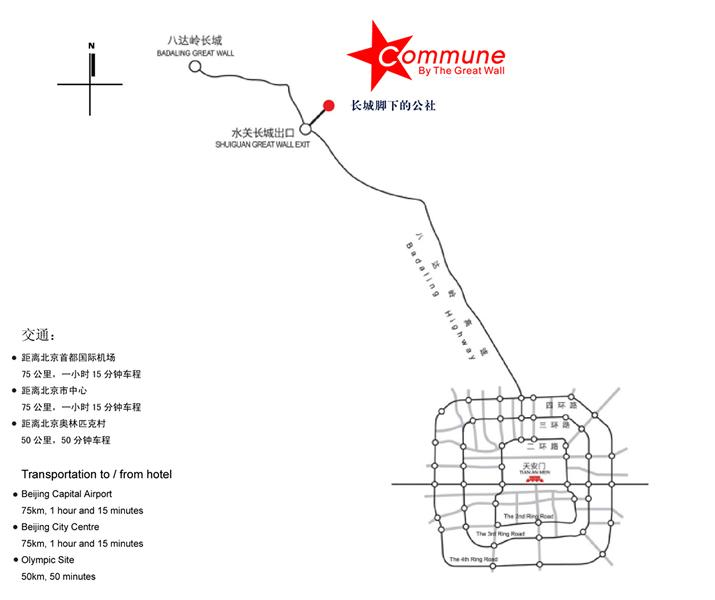 N
八达岭长城
BADALING GREAT WALL
Commune
By The Great Wall
长城脚下的公社
水关长城出口
SHUIGUAN GREAT WALL EXIT
八达岭高速
Badaling Highway
交通：
距离北京首都国际机场
75 公里，一小时 15 分钟车程
距离北京市中心
75 公里，一小时 15 分钟车程
距离北京奥林匹克村
50 公里，50 分钟车程
Transportation to / from hotel
Beijing Capital Airport
75km, 1 hour and 15 minutes
Beijing City Centre
75km, 1 hour and 15 minutes
Olympic Site
50km, 50 minutes
四环路
三环路
二环路
天安门
TIAN AN MEN
The 2nd Ring Road
The 3rd Ring Road
The 4th Ring Road